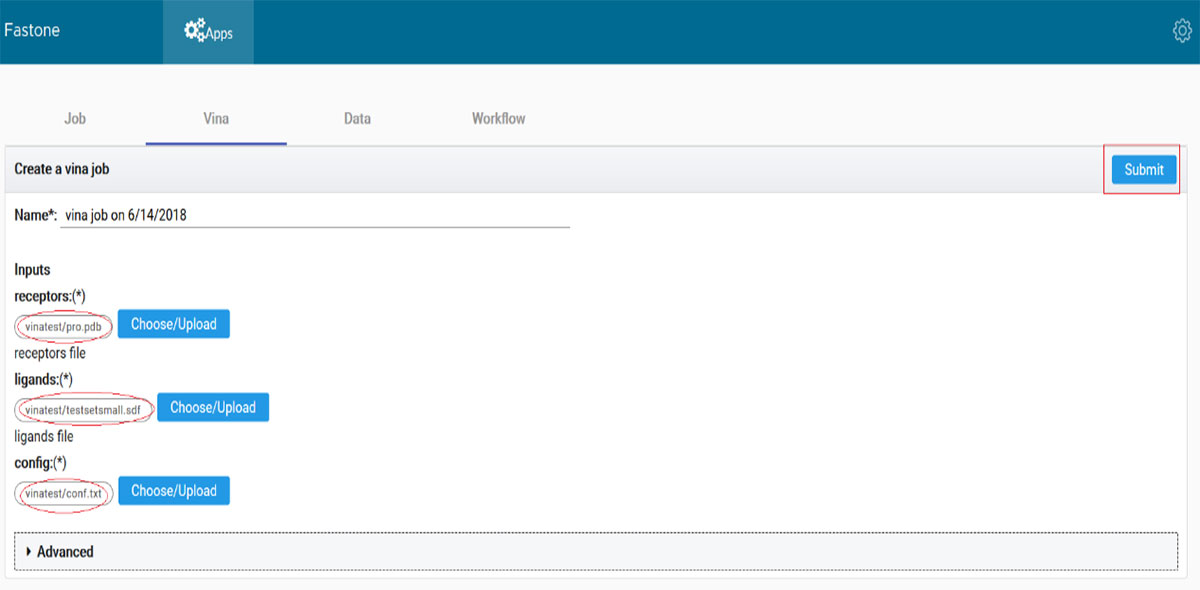 Fastone
Apps
Job Vina Data Workflow
Create a vina job
Submit
Name*: vina job on 6/14/2018
Inputs
receptors:(*)
vinatest/pro.pdb Choose/Upload
receptors file
ligands:(*)
vinatest/testsetsmall.sdf Choose/Upload
ligands file
config:(*)
vinatest/conf.txt Choose/Upload
Advanced